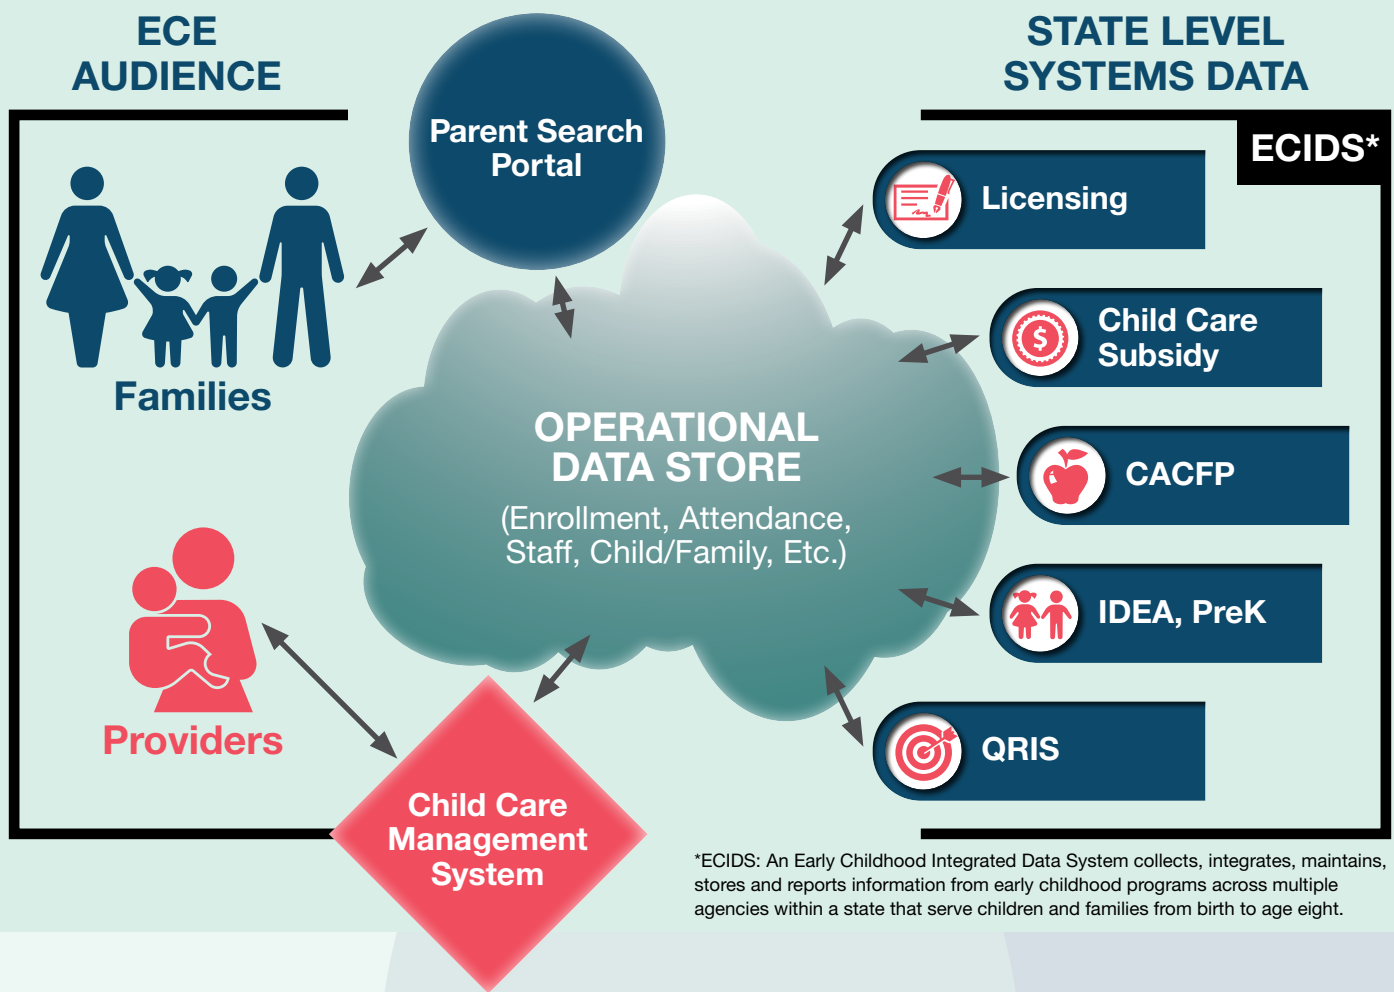 ECE
AUDIENCE
Parent Search
Portal
Families
Providers
Child Care
Management
System
OPERATIONAL
DATA STORE
(Enrollment, Attendance,
Staff, Child/Family, Etc.)
STATE LEVEL
SYSTEMS DATA
ECIDS*
Licensing
$
Child Care
Subsidy
CACFP
IDEA, PreK
QRIS
*ECIDS: An Early Childhood Integrated Data System collects, integrates, maintains,
stores and reports information from early childhood programs across multiple
agencies within a state that serve children and families from birth to age eight.